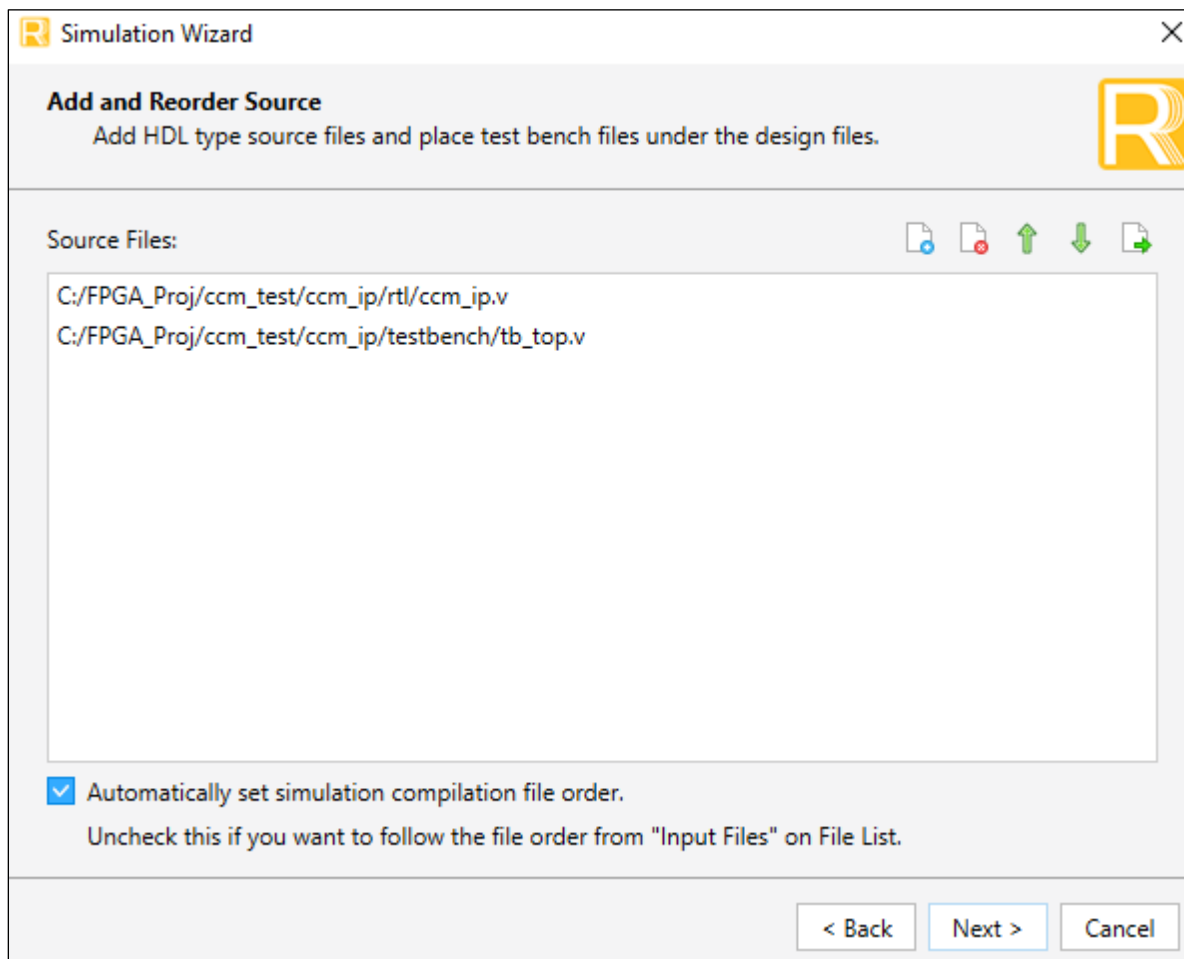 Simulation Wizard
Add and Reorder Source
Add HDL type source files and place test bench files under the design files.
Source Files:
C:/FPGA_Proj/ccm_test/ccm_ip/rtl/ccm_ip.v
C:/FPGA_Proj/ccm_test/ccm_ip/testbench/tb_top.v
Automatically set simulation compilation file order.
Uncheck this if you want to follow the file order from "Input Files" on File List.
< Back Next > Cancel